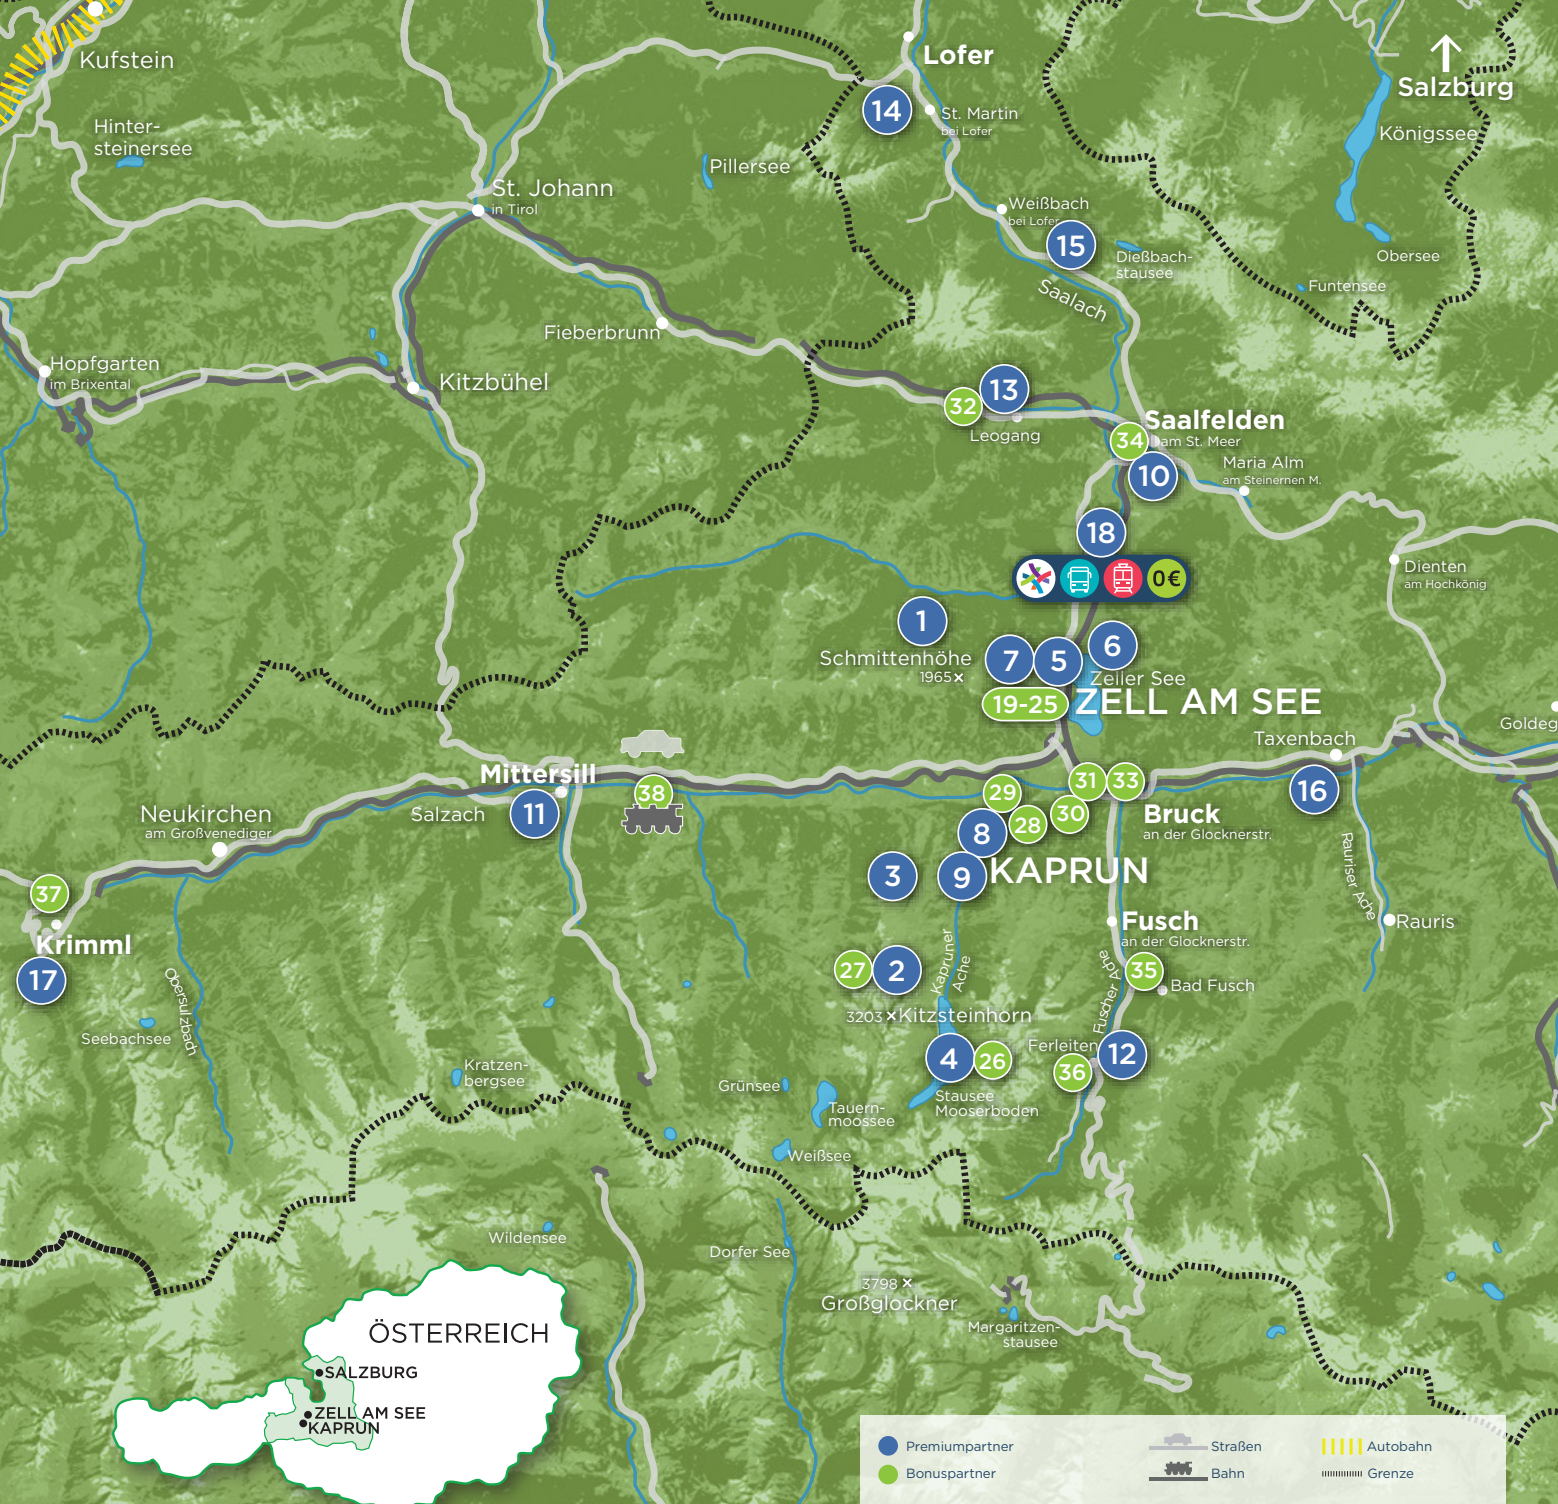 Kufstein
Lofer
Salzburg
14
St. Martin
bei Lofer
Hinter-
steinersee
Königssee
Pillersee
St. Johann
in Tirol
Weißbach
bei Lofer
15
Dießbach-
stausee
Obersee
Funtensee
Saalach
Fieberbrunn
Hopfgarten
im Brixental
Kitzbühel
13
32
Leogang
Saalfelden
am St. Meer
34
10
Maria Alm
am Steinernen M.
18
0€
Dienten
am Hochkönig
1
Schmittenhöhe
1965
7
5
6
Zeller See
19-25
ZELL AM SEE
Goldeg
Taxenbach
Mittersill
38
29
31
33
16
Neukirchen
am Großvenediger
Salzach
11
8
28
30
Bruck
an der Glocknerstr.
3
9
KAPRUN
Rauriser Ache
37
Krimml
17
Fusch
an der Glocknerstr.
Rauris
Kapruner
Ache
Fuscher Ache
27
2
35
Bad Fusch
Obersulzbach
3203
Kitzsteinhorn
Seebachsee
4
26
Ferleiten
12
36
Kratzen-
bergsee
Grünsee
Stausee
Mooserboden
Tauern-
moossee
Weißsee
Wildensee
Dorfer See
3798
Großglockner
Margaritzen-
stausee
ÖSTERREICH
SALZBURG
ZELL AM SEE
KAPRUN
Premiumpartner
Straßen
Autobahn
Bonuspartner
Bahn
Grenze